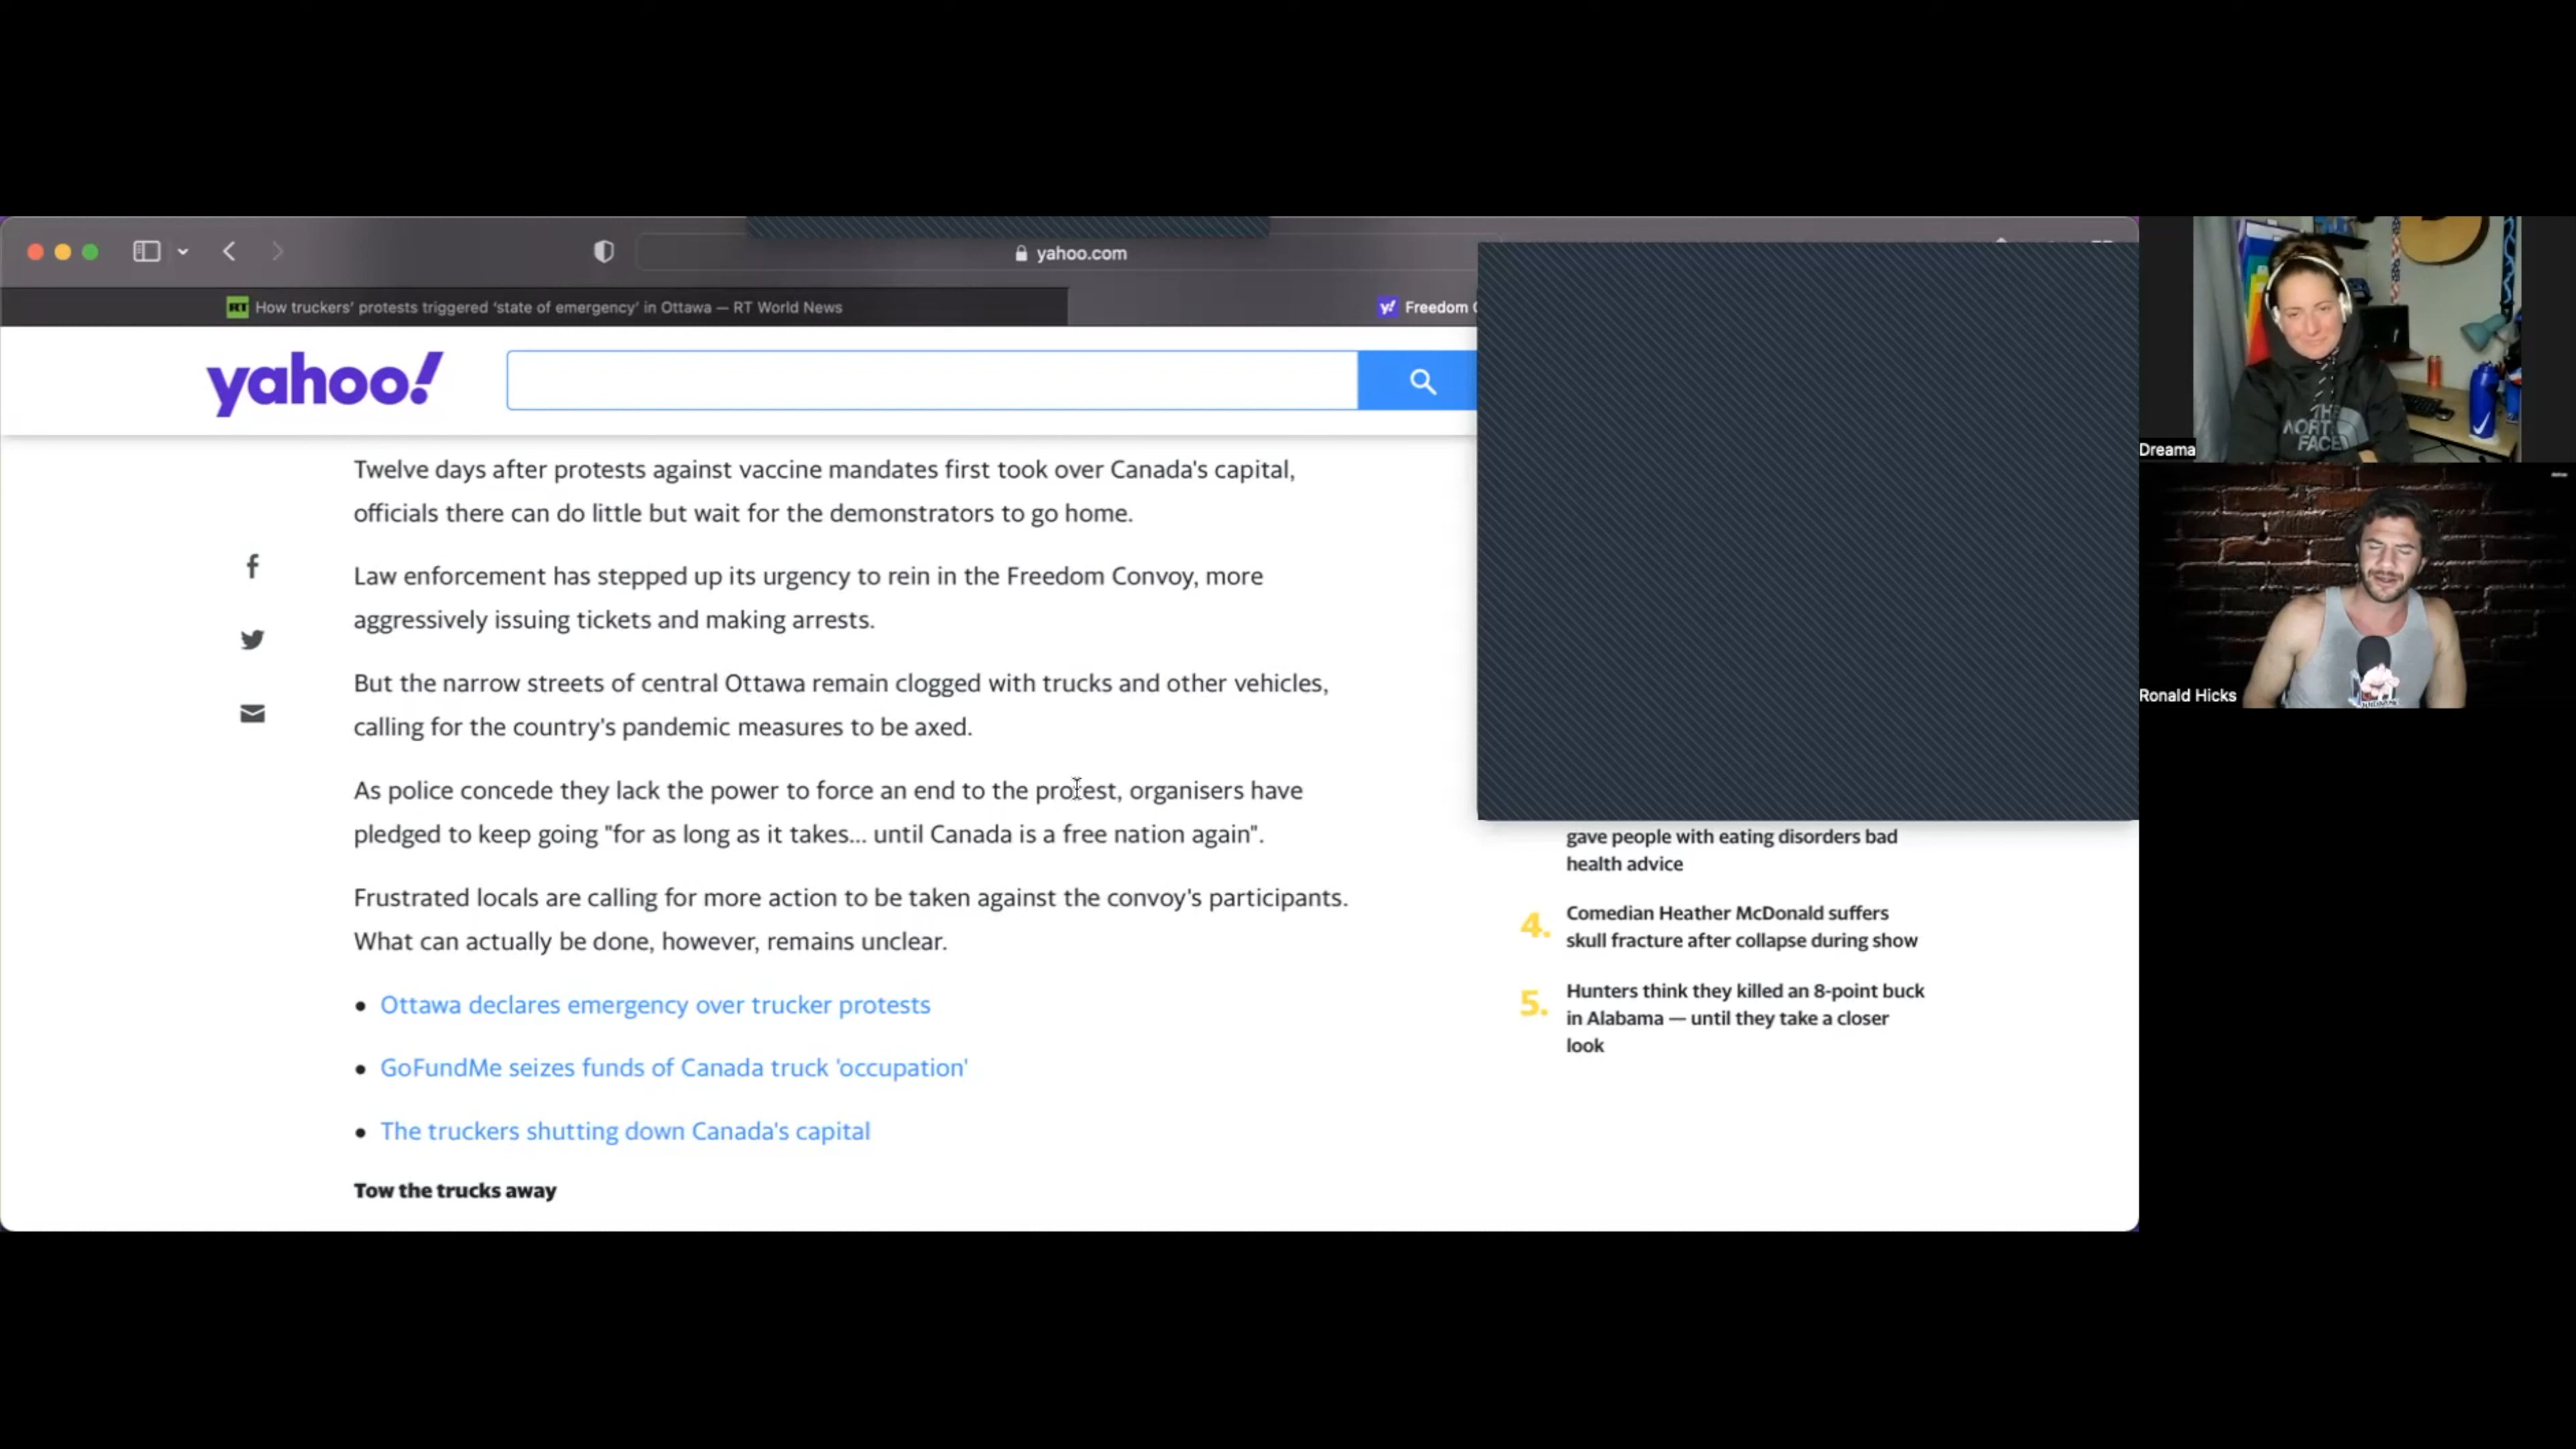 yahoo.com
RT How truckers' protests triggered 'state of emergency' in Ottawa — RT World News
y! Freedom
yahoo!
Twelve days after protests against vaccine mandates first took over Canada's capital,
officials there can do little but wait for the demonstrators to go home.
Law enforcement has stepped up its urgency to rein in the Freedom Convoy, more
aggressively issuing tickets and making arrests.
But the narrow streets of central Ottawa remain clogged with trucks and other vehicles,
calling for the country's pandemic measures to be axed.
As police concede they lack the power to force an end to the protest, organisers have
pledged to keep going "for as long as it takes... until Canada is a free nation again".
Frustrated locals are calling for more action to be taken against the convoy's participants.
What can actually be done, however, remains unclear.
• Ottawa declares emergency over trucker protests
• GoFundMe seizes funds of Canada truck 'occupation'
• The truckers shutting down Canada's capital
Tow the trucks away
gave people with eating disorders bad
health advice
4. Comedian Heather McDonald suffers
skull fracture after collapse during show
5. Hunters think they killed an 8-point buck
in Alabama — until they take a closer
look
THE
NORTH
FACE
Dreama
Ronald Hicks